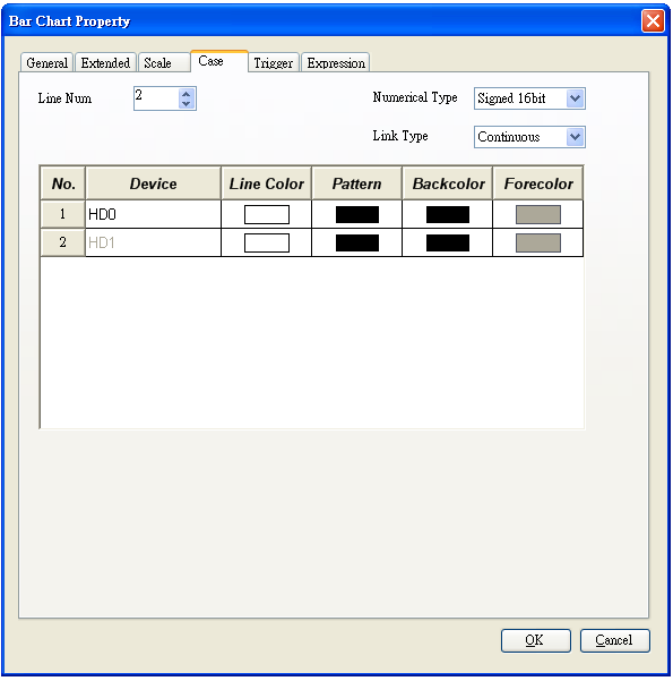 Bar Chart Property
General Extended Scale Case Trigger Expression
Line Num 2 Numerical Type Signed 16bit
Link Type Continuous
No. Device Line Color Pattern Backcolor Forecolor
1 HD0
2 HD1
OK Cancel